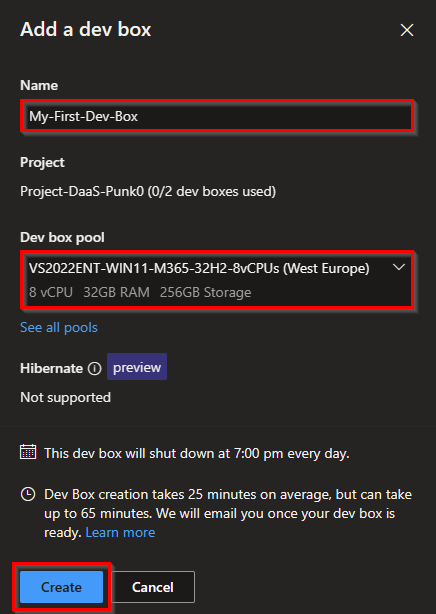 Add a dev box
Name
My-First-Dev-Box
Project
Project-DaaS-Punk0 (0/2 dev boxes used)
Dev box pool
VS2022ENT-WIN11-M365-32H2-8vCPUs (West Europe)
8 vCPU 32GB RAM 256GB Storage
See all pools
Hibernate preview
Not supported
This dev box will shut down at 7:00 pm every day.
Dev Box creation takes 25 minutes on average, but can take
up to 65 minutes. We will email you once your dev box is
ready. Learn more
Create Cancel